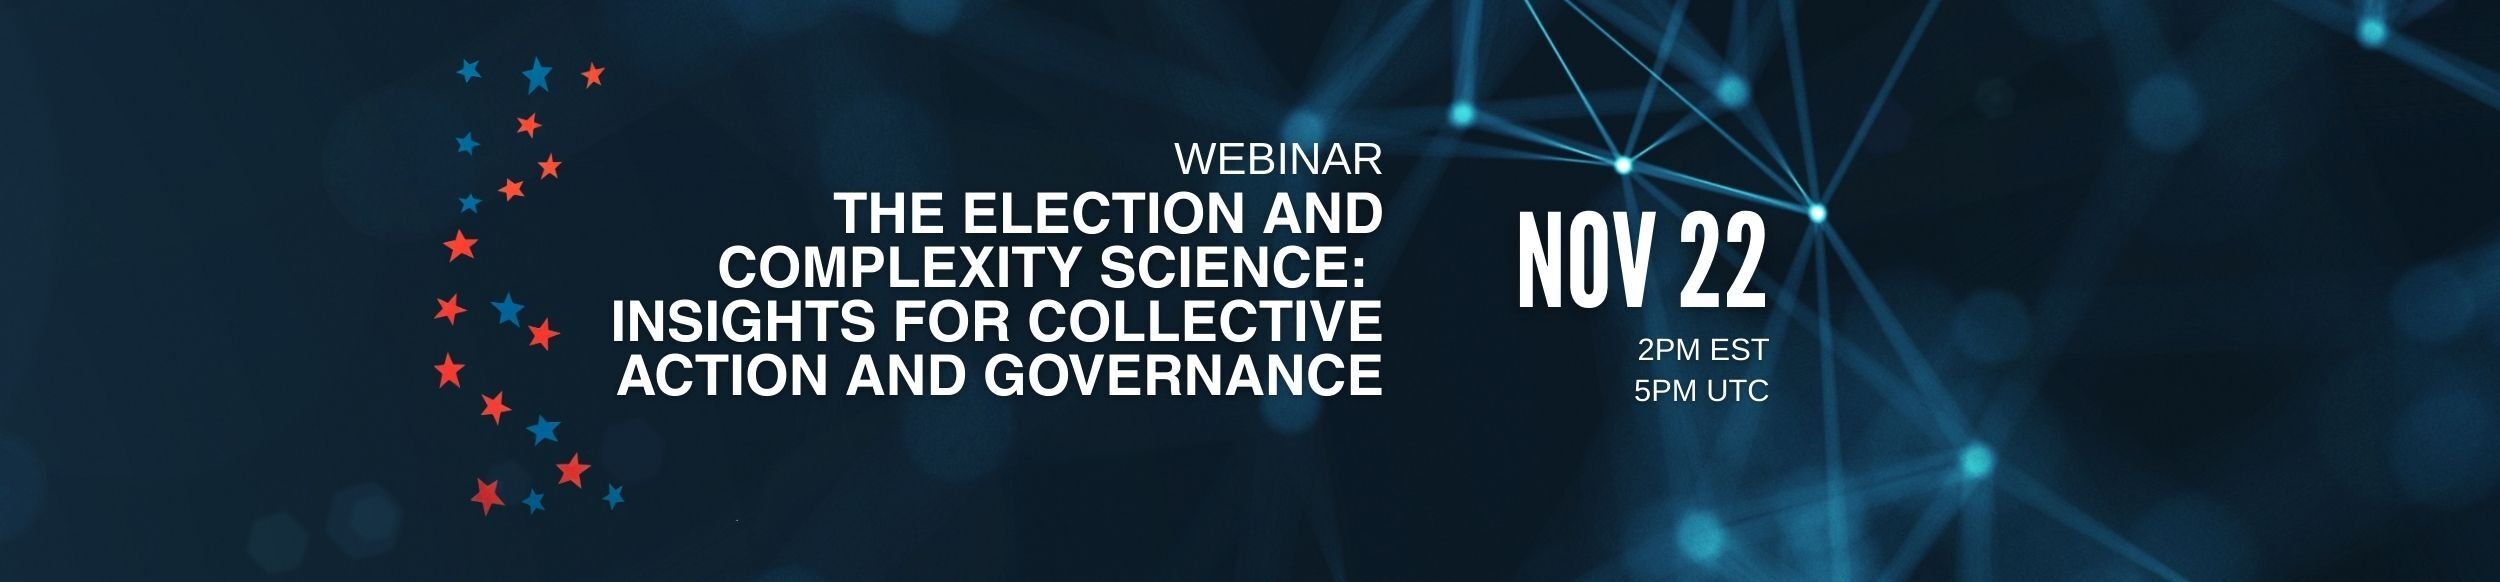 WEBINAR
THE ELECTION AND
COMPLEXITY SCIENCE:
INSIGHTS FOR COLLECTIVE
ACTION AND GOVERNANCE
NOV 22
2PM EST
5PM UTC